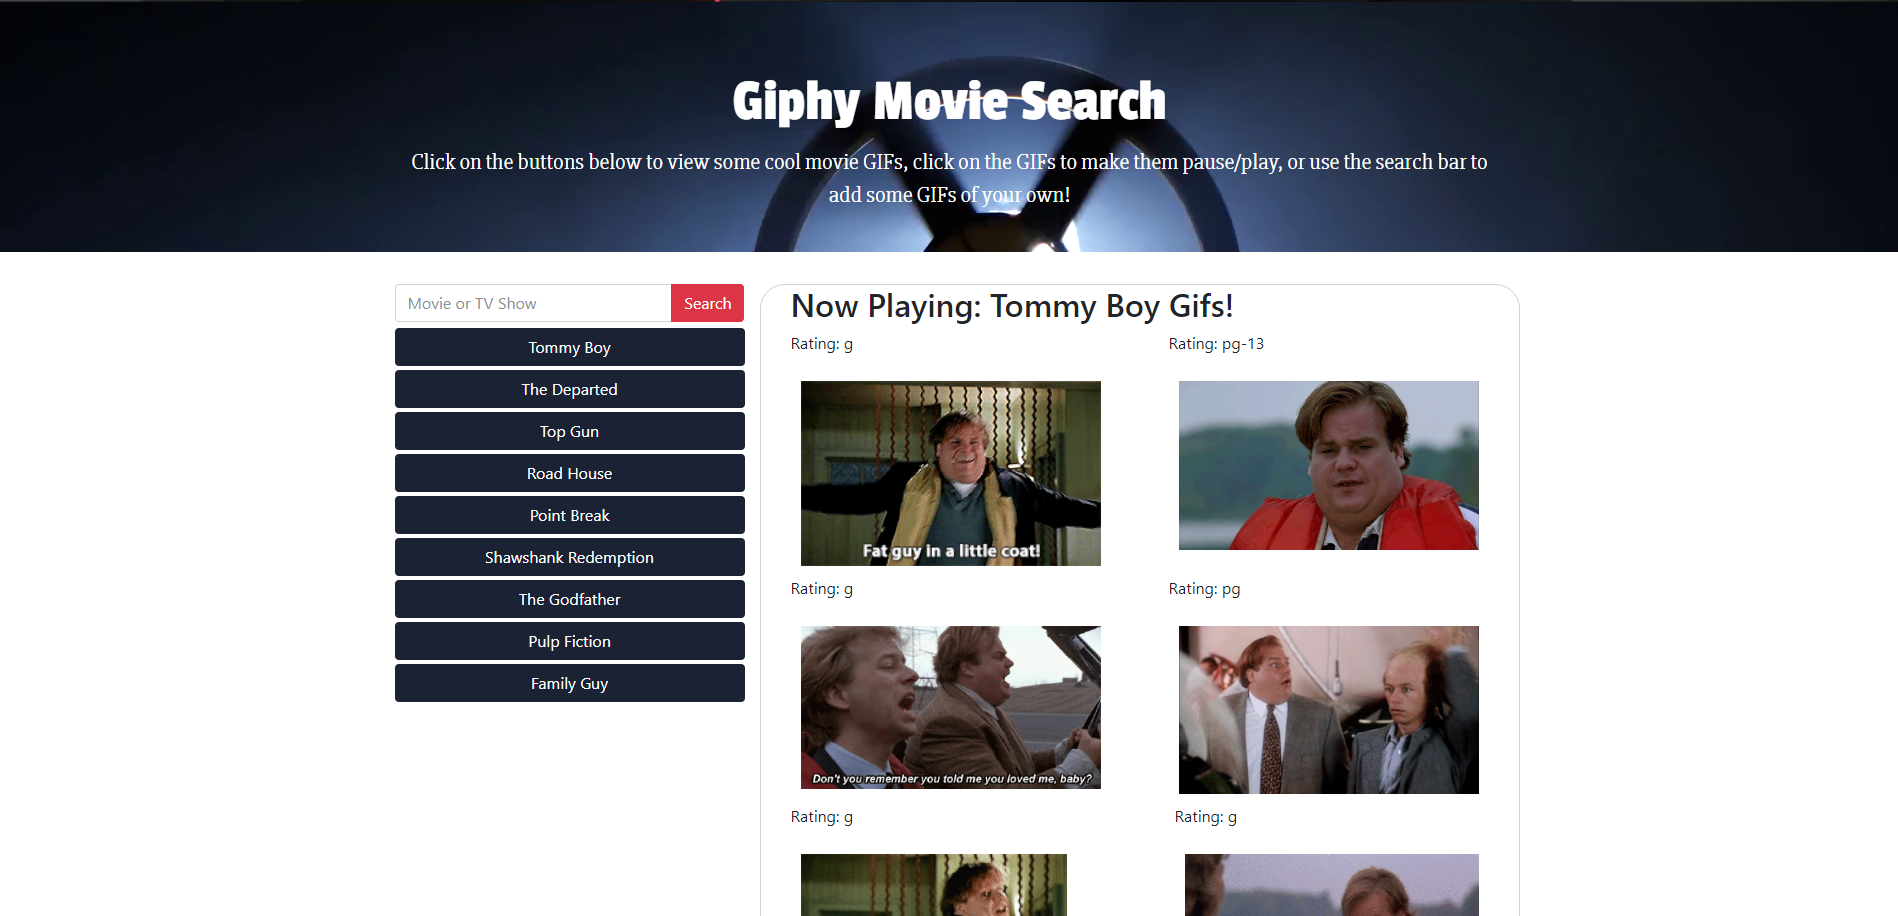 Giphy Movie Search
Click on the buttons below to view some cool movie GIFs, click on the GIFs to make them pause/play, or use the search bar to
add some GIFs of your own!
Movie or TV Show
Search
Tommy Boy
The Departed
Top Gun
Road House
Point Break
Shawshank Redemption
The Godfather
Pulp Fiction
Family Guy
Now Playing: Tommy Boy Gifs!
Rating: g
Rating: pg-13
Fat guy in a little coat!
Rating: g
Rating: pg
Don't you remember you told me you loved me, baby?
Rating: g
Rating: g